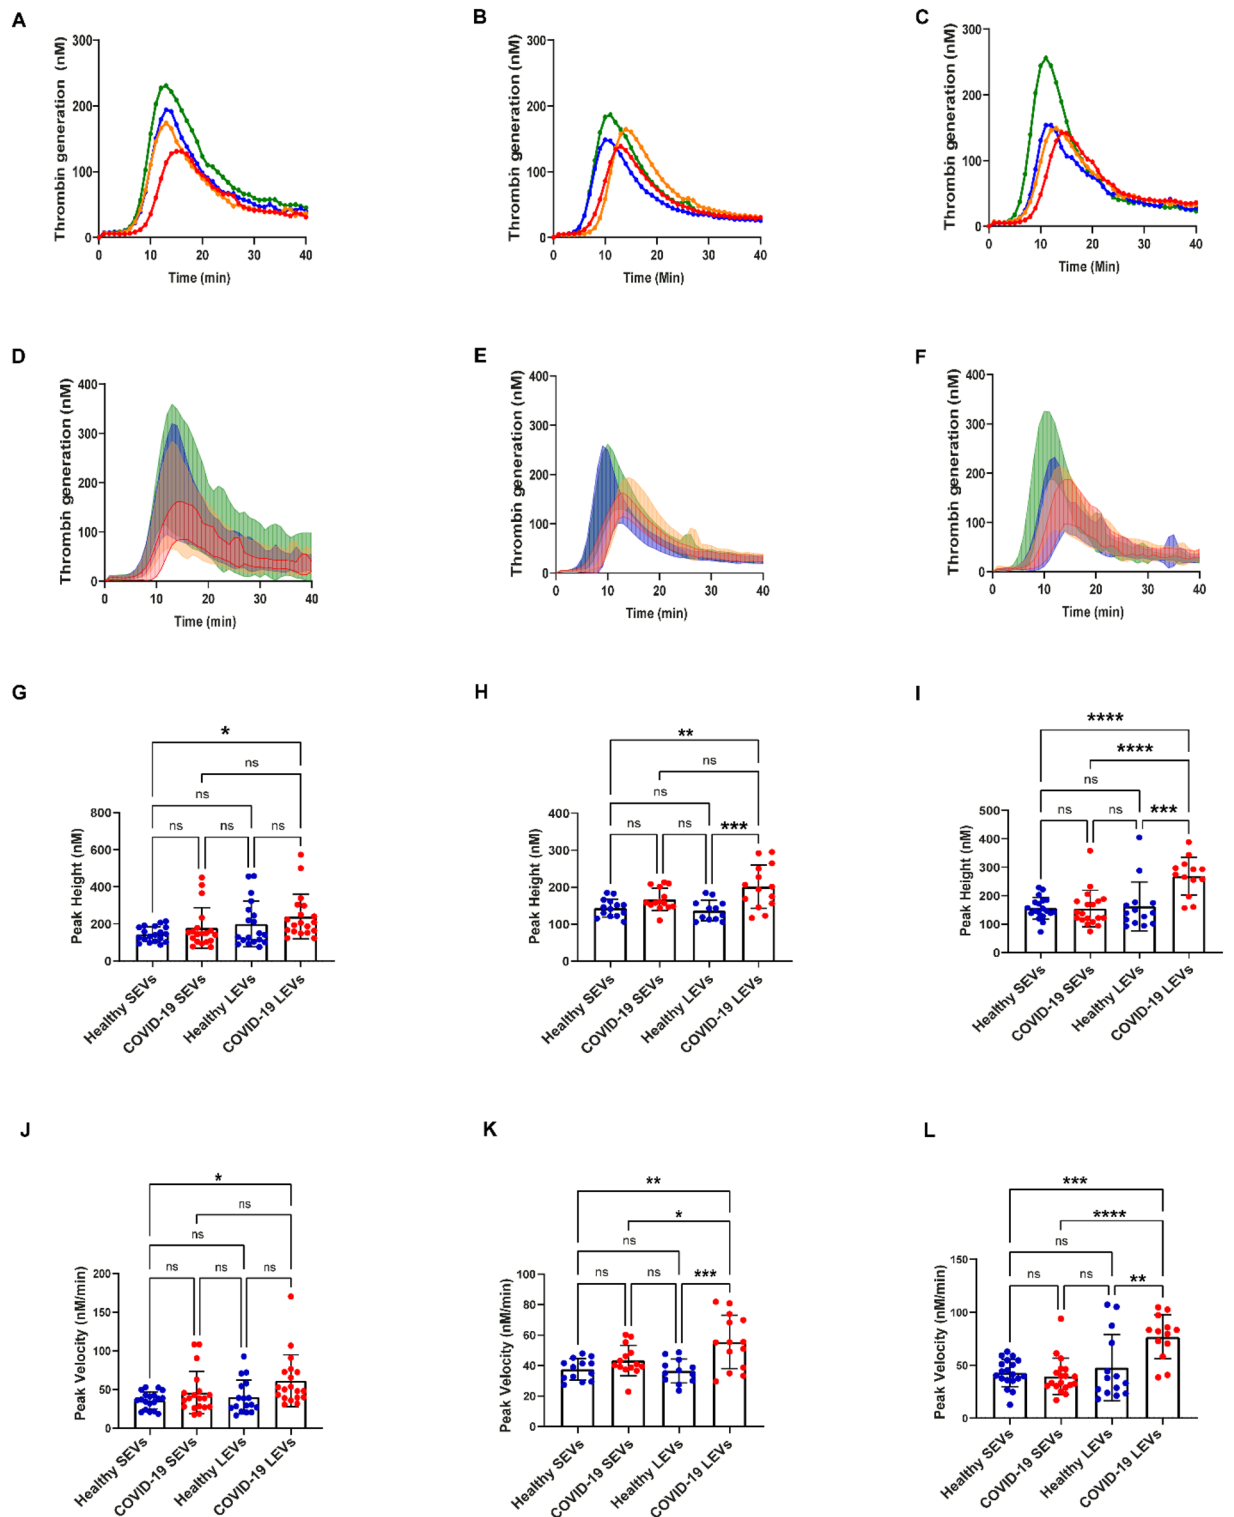 A
B
C
Thrombin generation (nM)
300
200
100
0
0 10 20 30 40
Time (min)
Thrombin generation (nM)
300
200
100
0
0 10 20 30 40
Time (Min)
Thrombin generation (nM)
300
200
100
0
0 10 20 30 40
Time (Min)
D
E
F
Thrombin generation (nM)
400
300
200
100
0
0 10 20 30 40
Time (min)
Thrombin generation (nM)
400
300
200
100
0
0 10 20 30 40
Time (min)
Thrombin generation (nM)
400
300
200
100
0
0 10 20 30 40
Time (min)
G
H
I
*
ns
ns
ns ns ns
Peak Height (nM)
800
600
400
200
0
Healthy SEVs
COVID-19 SEVs
Healthy LEVs
COVID-19 LEVs
**
ns
ns
ns ns ***
Peak Height (nM)
400
300
200
100
0
Healthy SEVs
COVID-19 SEVs
Healthy LEVs
COVID-19 LEVs
****
****
ns
ns ns ***
Peak Height (nM)
500
400
300
200
100
0
Healthy SEVs
COVID-19 SEVs
Healthy LEVs
COVID-19 LEVs
J
K
L
*
ns
ns
ns ns ns
Peak Velocity (nM/min)
200
150
100
50
0
Healthy SEVs
COVID-19 SEVs
Healthy LEVs
COVID-19 LEVs
**
*
ns
ns ns ***
Peak Velocity (nM/min)
100
80
60
40
20
0
Healthy SEVs
COVID-19 SEVs
Healthy LEVs
COVID-19 LEVs
***
****
ns
ns ns **
Peak Velocity (nM/min)
150
100
50
0
Healthy SEVs
COVID-19 SEVs
Healthy LEVs
COVID-19 LEVs